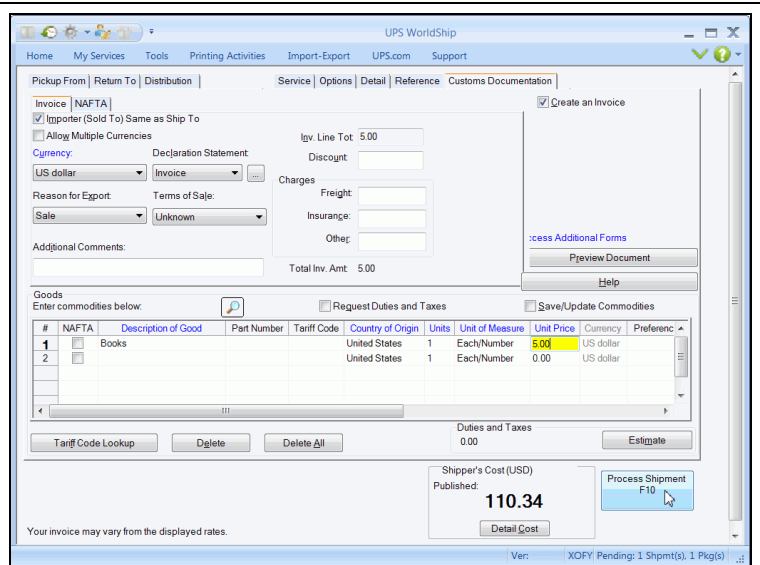 UPS WorldShip
Home My Services Tools Printing Activities Import-Export UPS.com Support
Pickup From Return To Distribution Service Options Detail Reference Customs Documentation
Invoice NAFTA
Create an Invoice
Importer (Sold To) Same as Ship To
Allow Multiple Currencies
Inv. Line Tot: 5.00
Currency: Declaration Statement: Discount:
US dollar Invoice ...
Charges
Reason for Export: Terms of Sale: Freight:
Sale Unknown Insurance:
Other:
:cess Additional Forms
Additional Comments:
Preview Document
Total Inv. Amt: 5.00
Help
Goods
Enter commodities below: Request Duties and Taxes Save/Update Commodities
# NAFTA Description of Good Part Number Tariff Code Country of Origin Units Unit of Measure Unit Price Currency Preferenc
1 Books United States 1 Each/Number 5.00 US dollar
2 United States 1 Each/Number 0.00 US dollar
Duties and Taxes
Tariff Code Lookup Delete Delete All 0.00 Estimate
Shipper's Cost (USD)
Published:
110.34
Process Shipment
F10
Your invoice may vary from the displayed rates.
Detail Cost
Ver: XOFY Pending: 1 Shpmt(s), 1 Pkg(s)